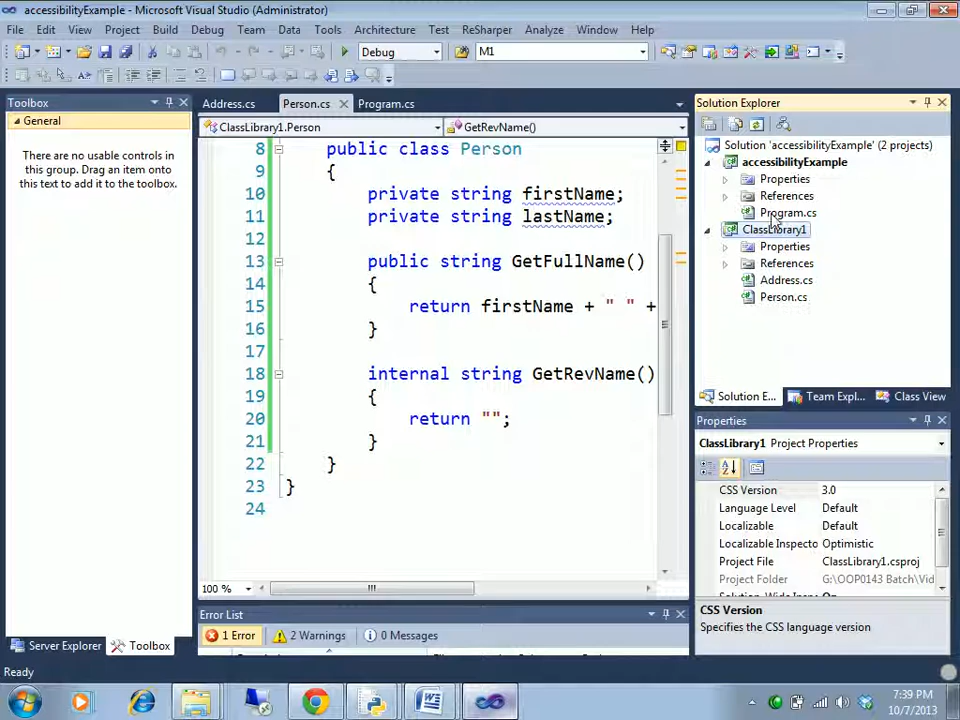 accessibilityExample - Microsoft Visual Studio (Administrator)
File Edit View Project Build Debug Team Data Tools Architecture Test ReSharper Analyze Window Help
Debug M1
Toolbox
General
There are no usable controls in
this group. Drag an item onto
this text to add it to the toolbox.
Server Explorer Toolbox
Address.cs Person.cs Program.cs
ClassLibrary1.Person GetRevName()
8 public class Person
9 {
10 private string firstName;
11 private string lastName;
12
13 public string GetFullName()
14 {
15 return firstName + " " +
16 }
17
18 internal string GetRevName()
19 {
20 return "";
21 }
22 }
23 }
24
100 %
Error List
1 Error 2 Warnings 0 Messages
Solution Explorer
Solution 'accessibilityExample' (2 projects)
accessibilityExample
Properties
References
Program.cs
ClassLibrary1
Properties
References
Address.cs
Person.cs
Solution E... Team Expl... Class View
Properties
ClassLibrary1 Project Properties
CSS Version 3.0
Language Level Default
Localizable Default
Localizable Inspecto Optimistic
Project File ClassLibrary1.csproj
Project Folder G:\OOP0143 Batch\Vid
CSS Version
Specifies the CSS language version
Ready
7:39 PM
10/7/2013